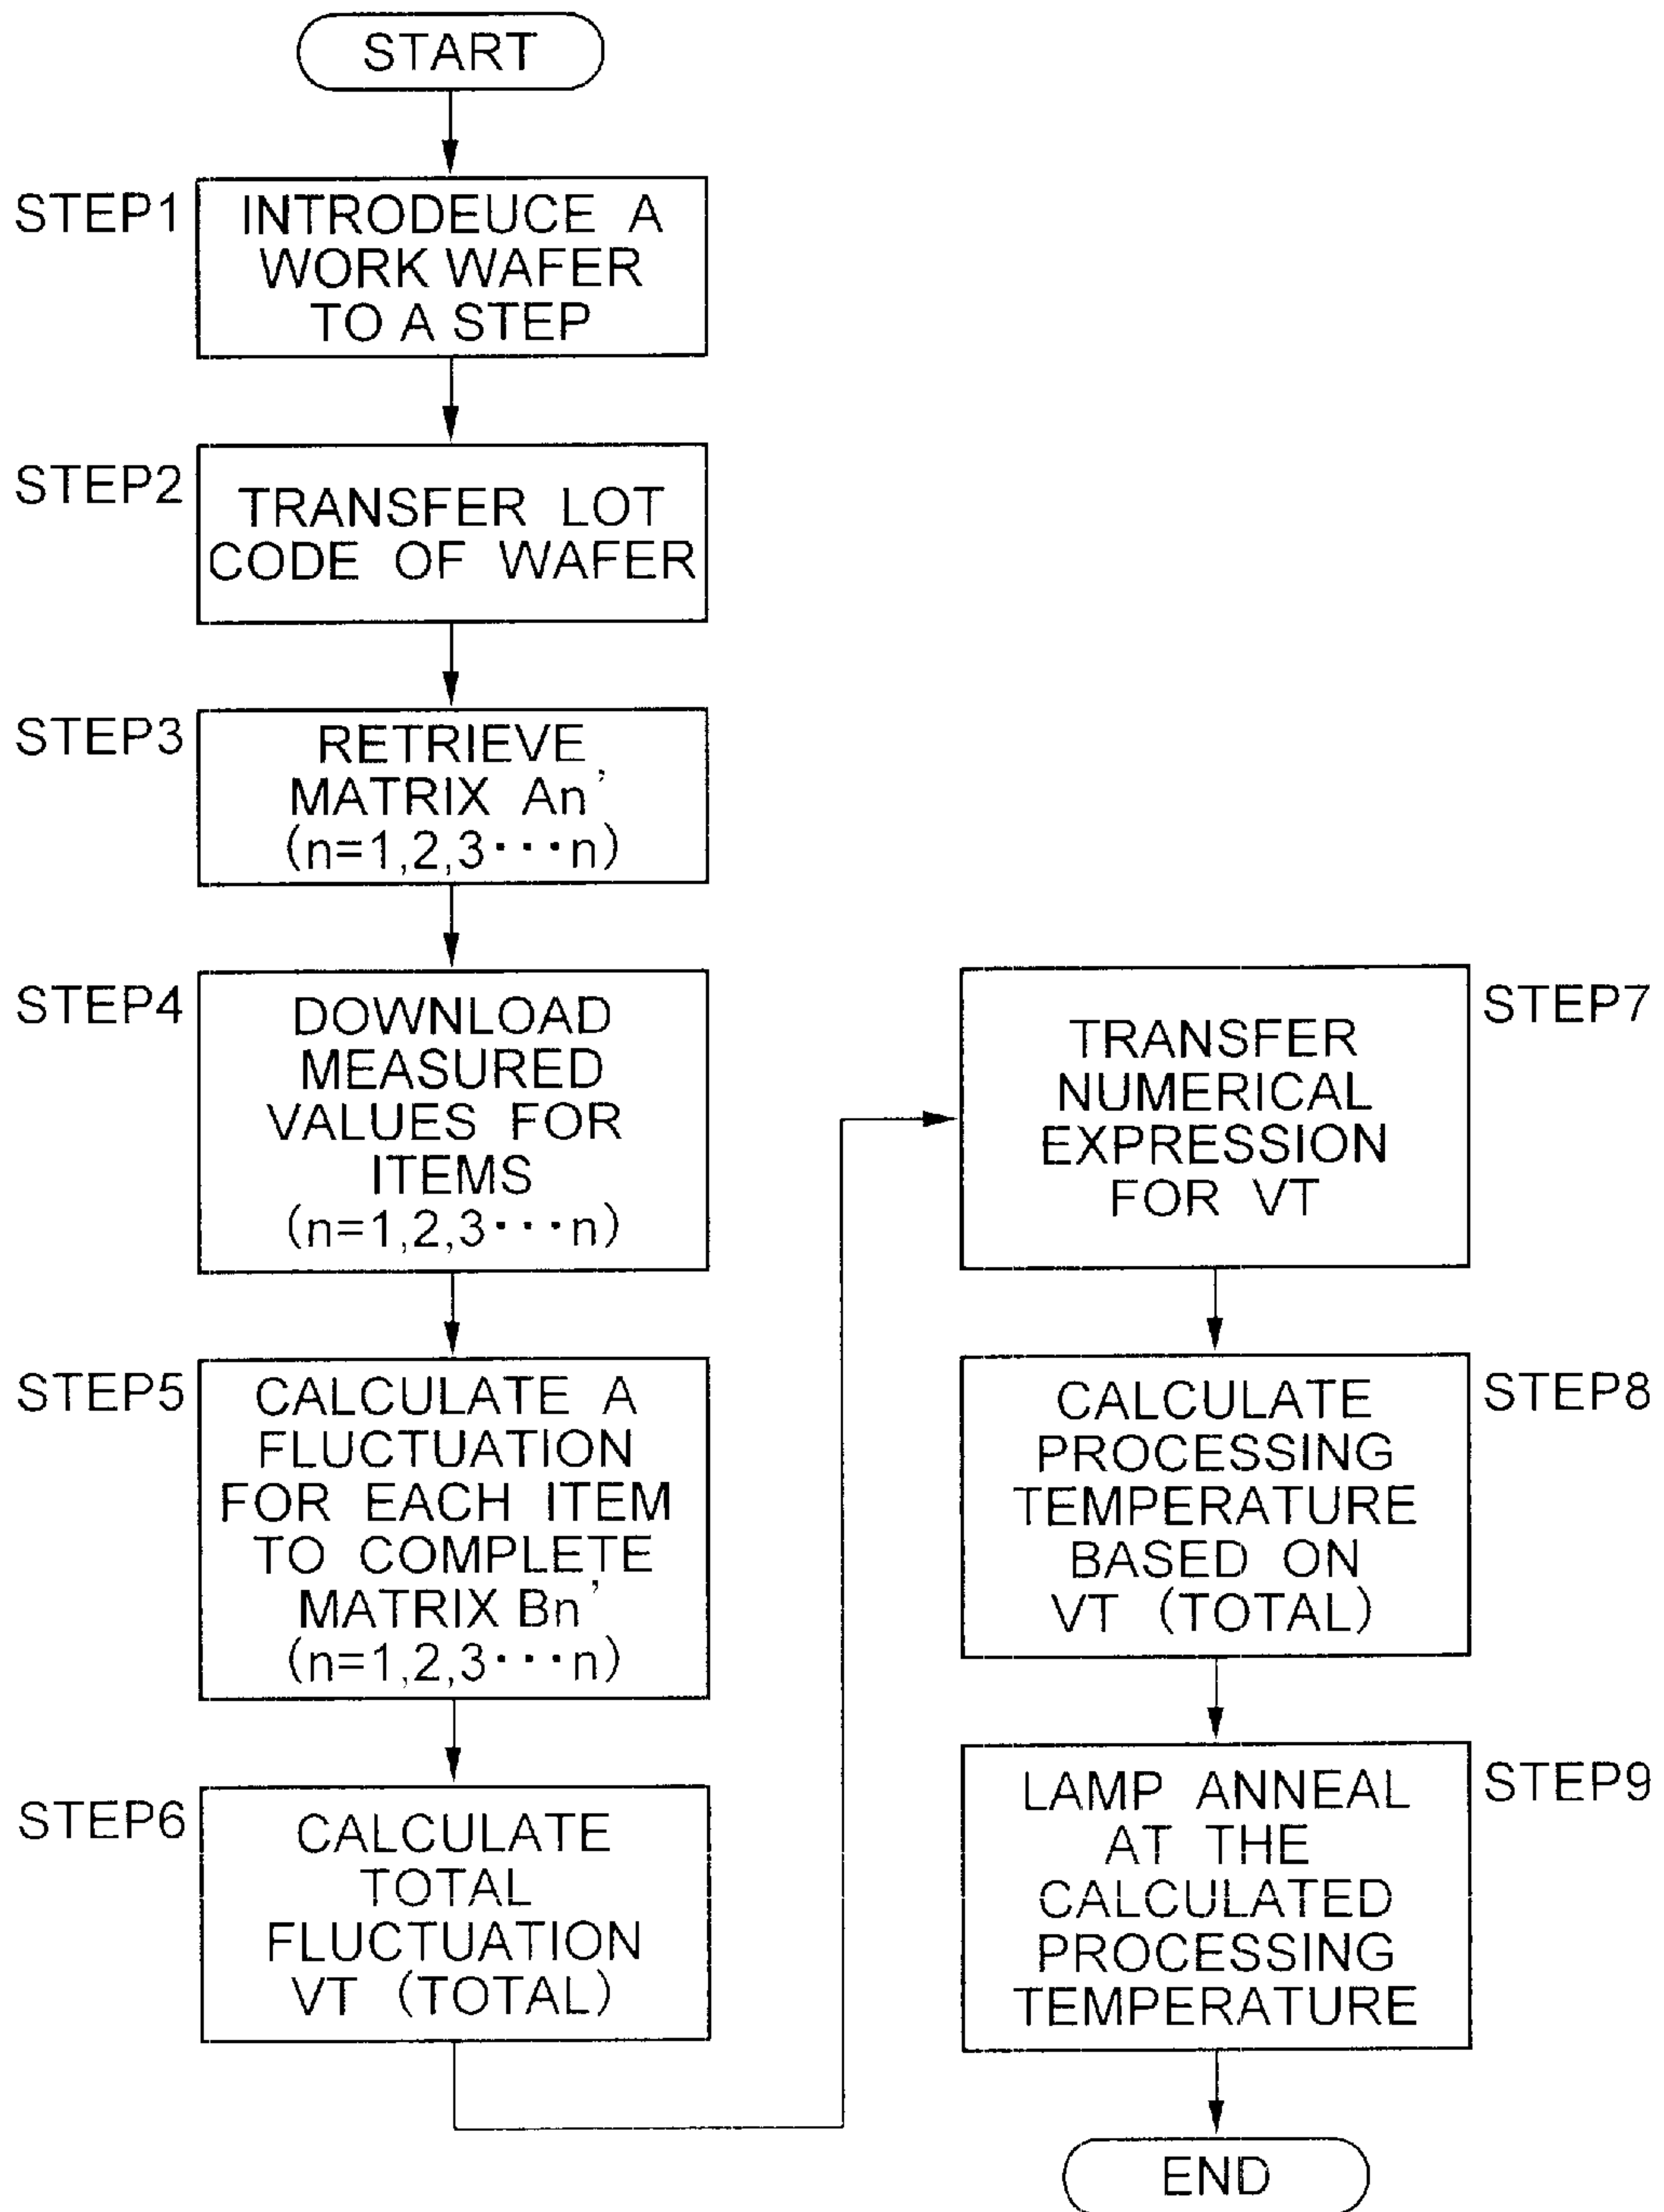 START
STEP1
INTRODEUCE A
WORK WAFER
TO A STEP
STEP2
TRANSFER LOT
CODE OF WAFER
STEP3
RETRIEVE
MATRIX An'
(n=1,2,3···n)
STEP4
DOWNLOAD
MEASURED
VALUES FOR
ITEMS
(n=1,2,3···n)
STEP5
CALCULATE A
FLUCTUATION
FOR EACH ITEM
TO COMPLETE
MATRIX Bn'
(n=1,2,3···n)
STEP6
CALCULATE
TOTAL
FLUCTUATION
VT (TOTAL)
STEP7
TRANSFER
NUMERICAL
EXPRESSION
FOR VT
STEP8
CALCULATE
PROCESSING
TEMPERATURE
BASED ON
VT (TOTAL)
STEP9
LAMP ANNEAL
AT THE
CALCULATED
PROCESSING
TEMPERATURE
END